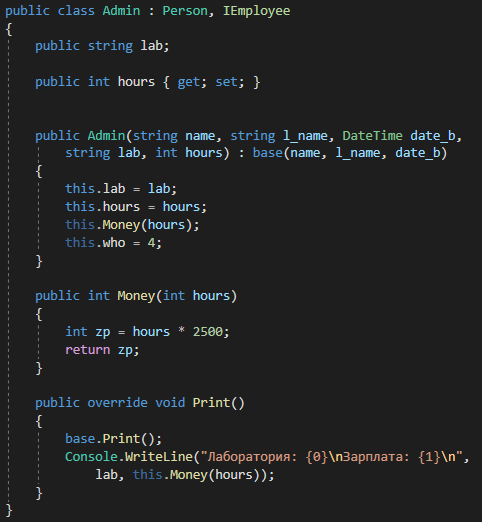 public class Admin : Person, IEmployee
{
public string lab;
public int hours { get; set; }
public Admin(string name, string l_name, DateTime date_b,
string lab, int hours) : base(name, l_name, date_b)
{
this.lab = lab;
this.hours = hours;
this.Money(hours);
this.who = 4;
}
public int Money(int hours)
{
int zp = hours * 2500;
return zp;
}
public override void Print()
{
base.Print();
Console.WriteLine("Лаборатория: {0}\nЗарплата: {1}\n",
lab, this.Money(hours));
}
}